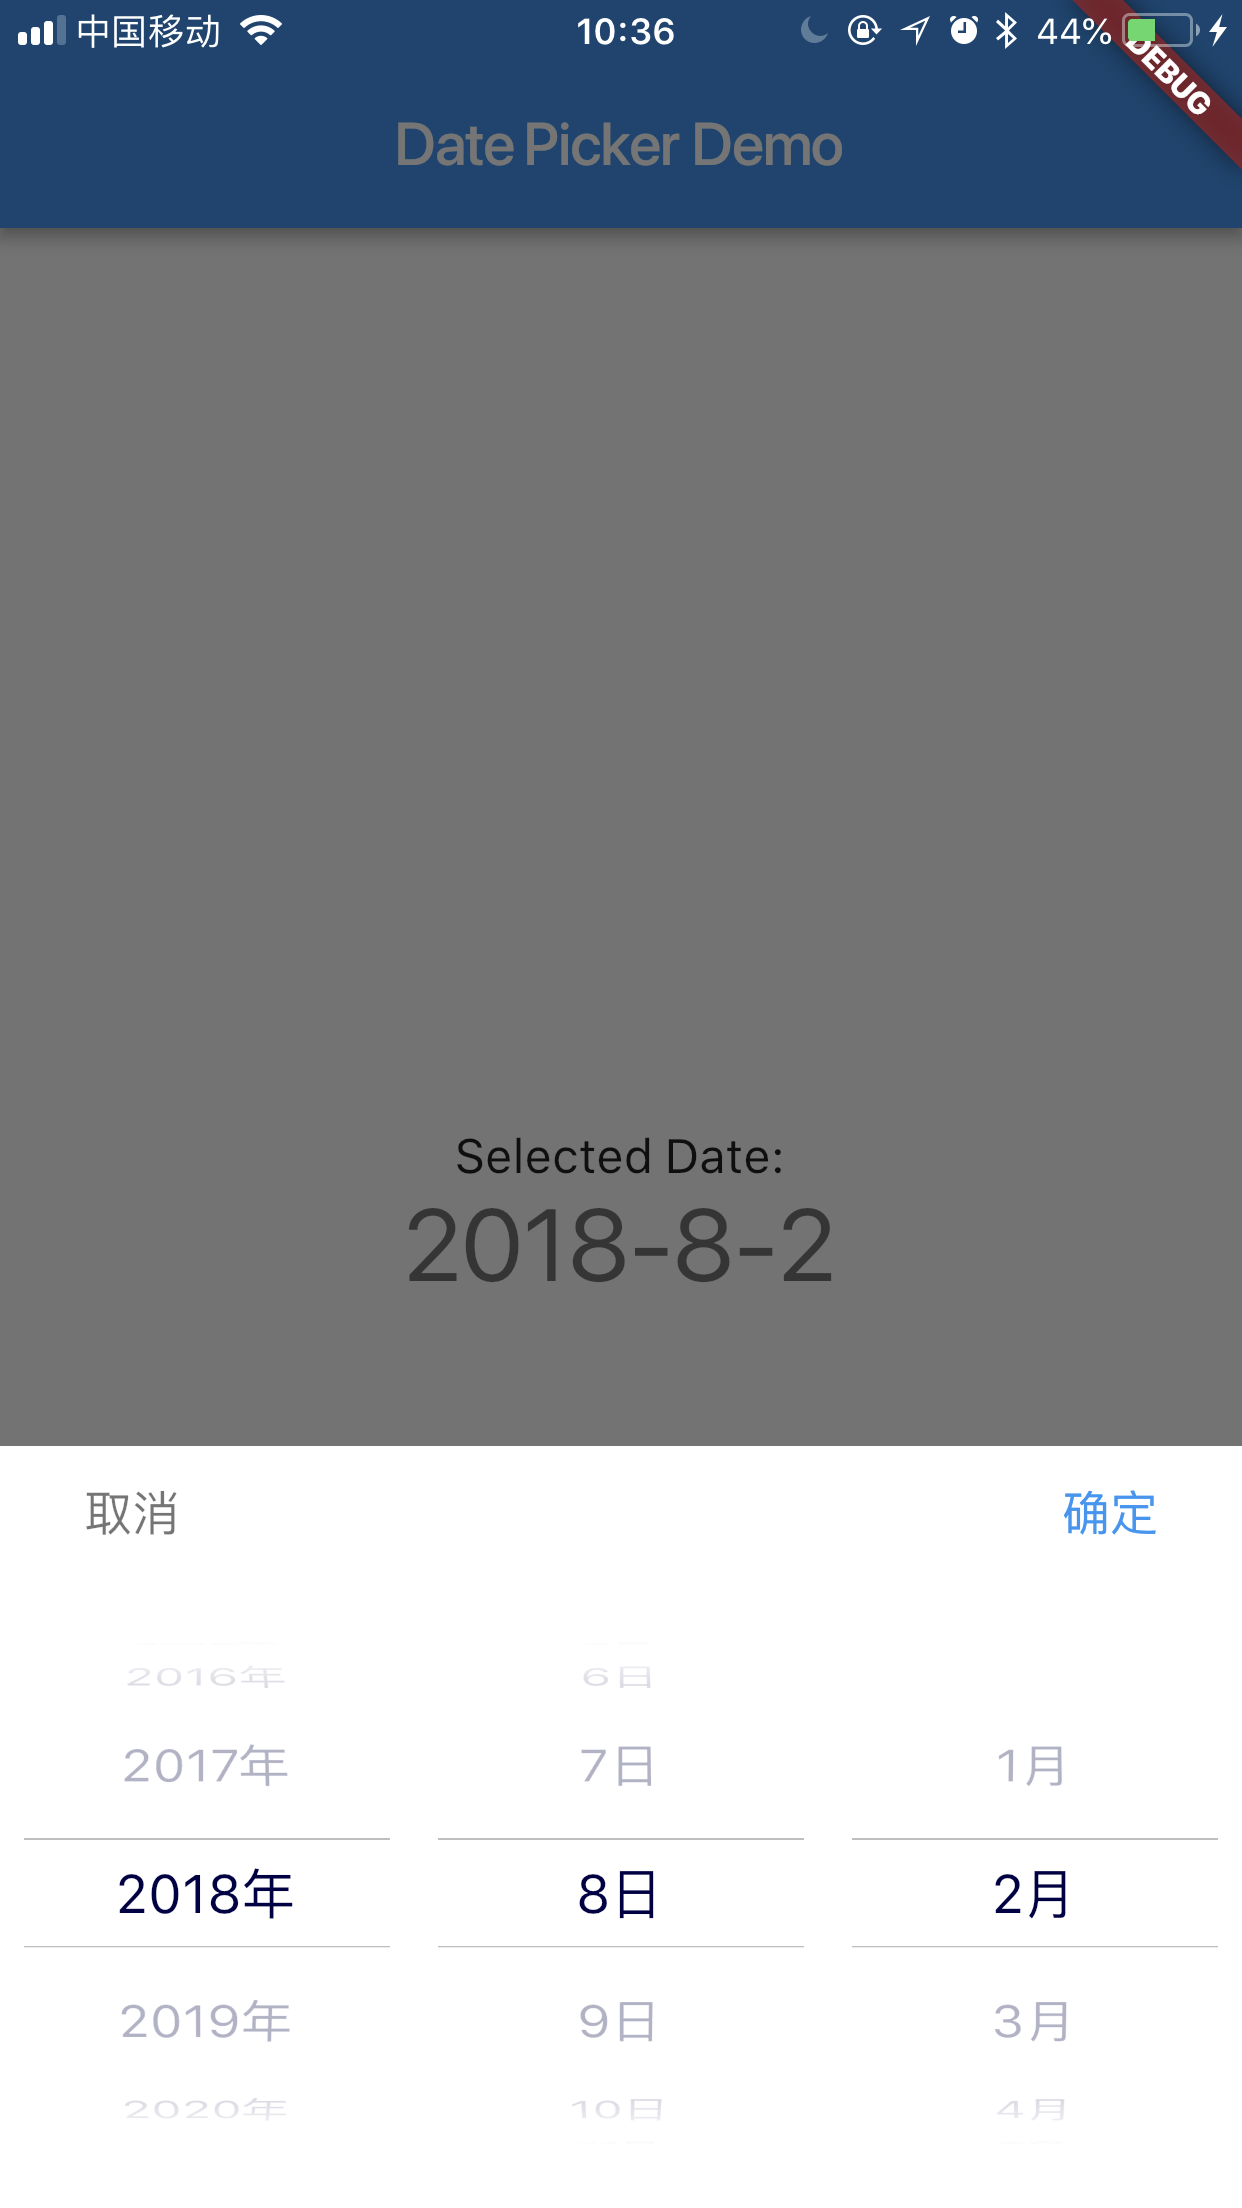 中国移动 10:36 44%
DEBUG
Date Picker Demo
Selected Date:
2018-8-2
取消 确定
2016年 6日
2017年 7日 1月
2018年 8日 2月
2019年 9日 3月
2020年 10日 4月